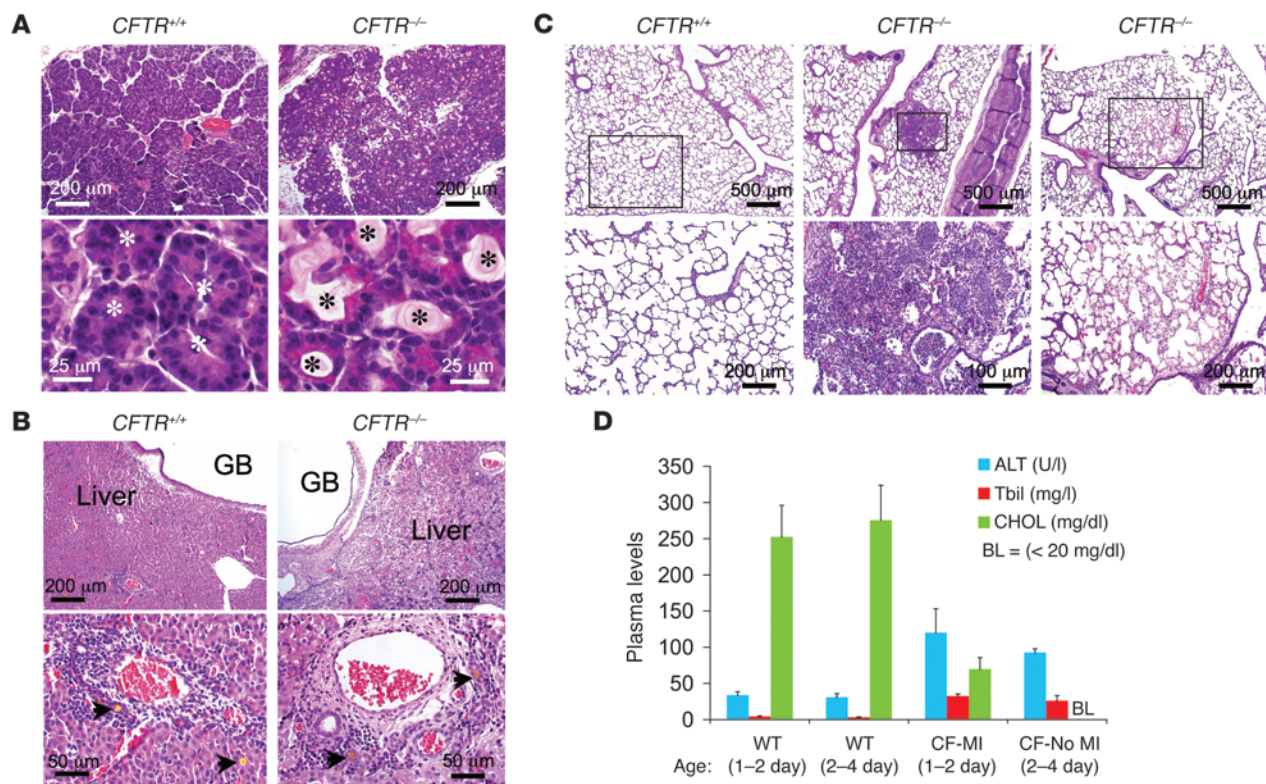 A
CFTR+/+
CFTR–/–
200 μm
200 μm
*
*
*
*
*
*
*
*
*
25 μm
25 μm
B
CFTR+/+
CFTR–/–
GB
Liver
GB
Liver
200 μm
200 μm
50 μm
50 μm
C
CFTR+/+
CFTR–/–
CFTR–/–
500 μm
500 μm
500 μm
200 μm
100 μm
200 μm
D
Plasma levels
350
300
250
200
150
100
50
0
ALT (U/l)
Tbil (mg/l)
CHOL (mg/dl)
BL = (< 20 mg/dl)
BL
WT
WT
CF-MI
CF-No MI
Age: (1–2 day) (2–4 day) (1–2 day) (2–4 day)